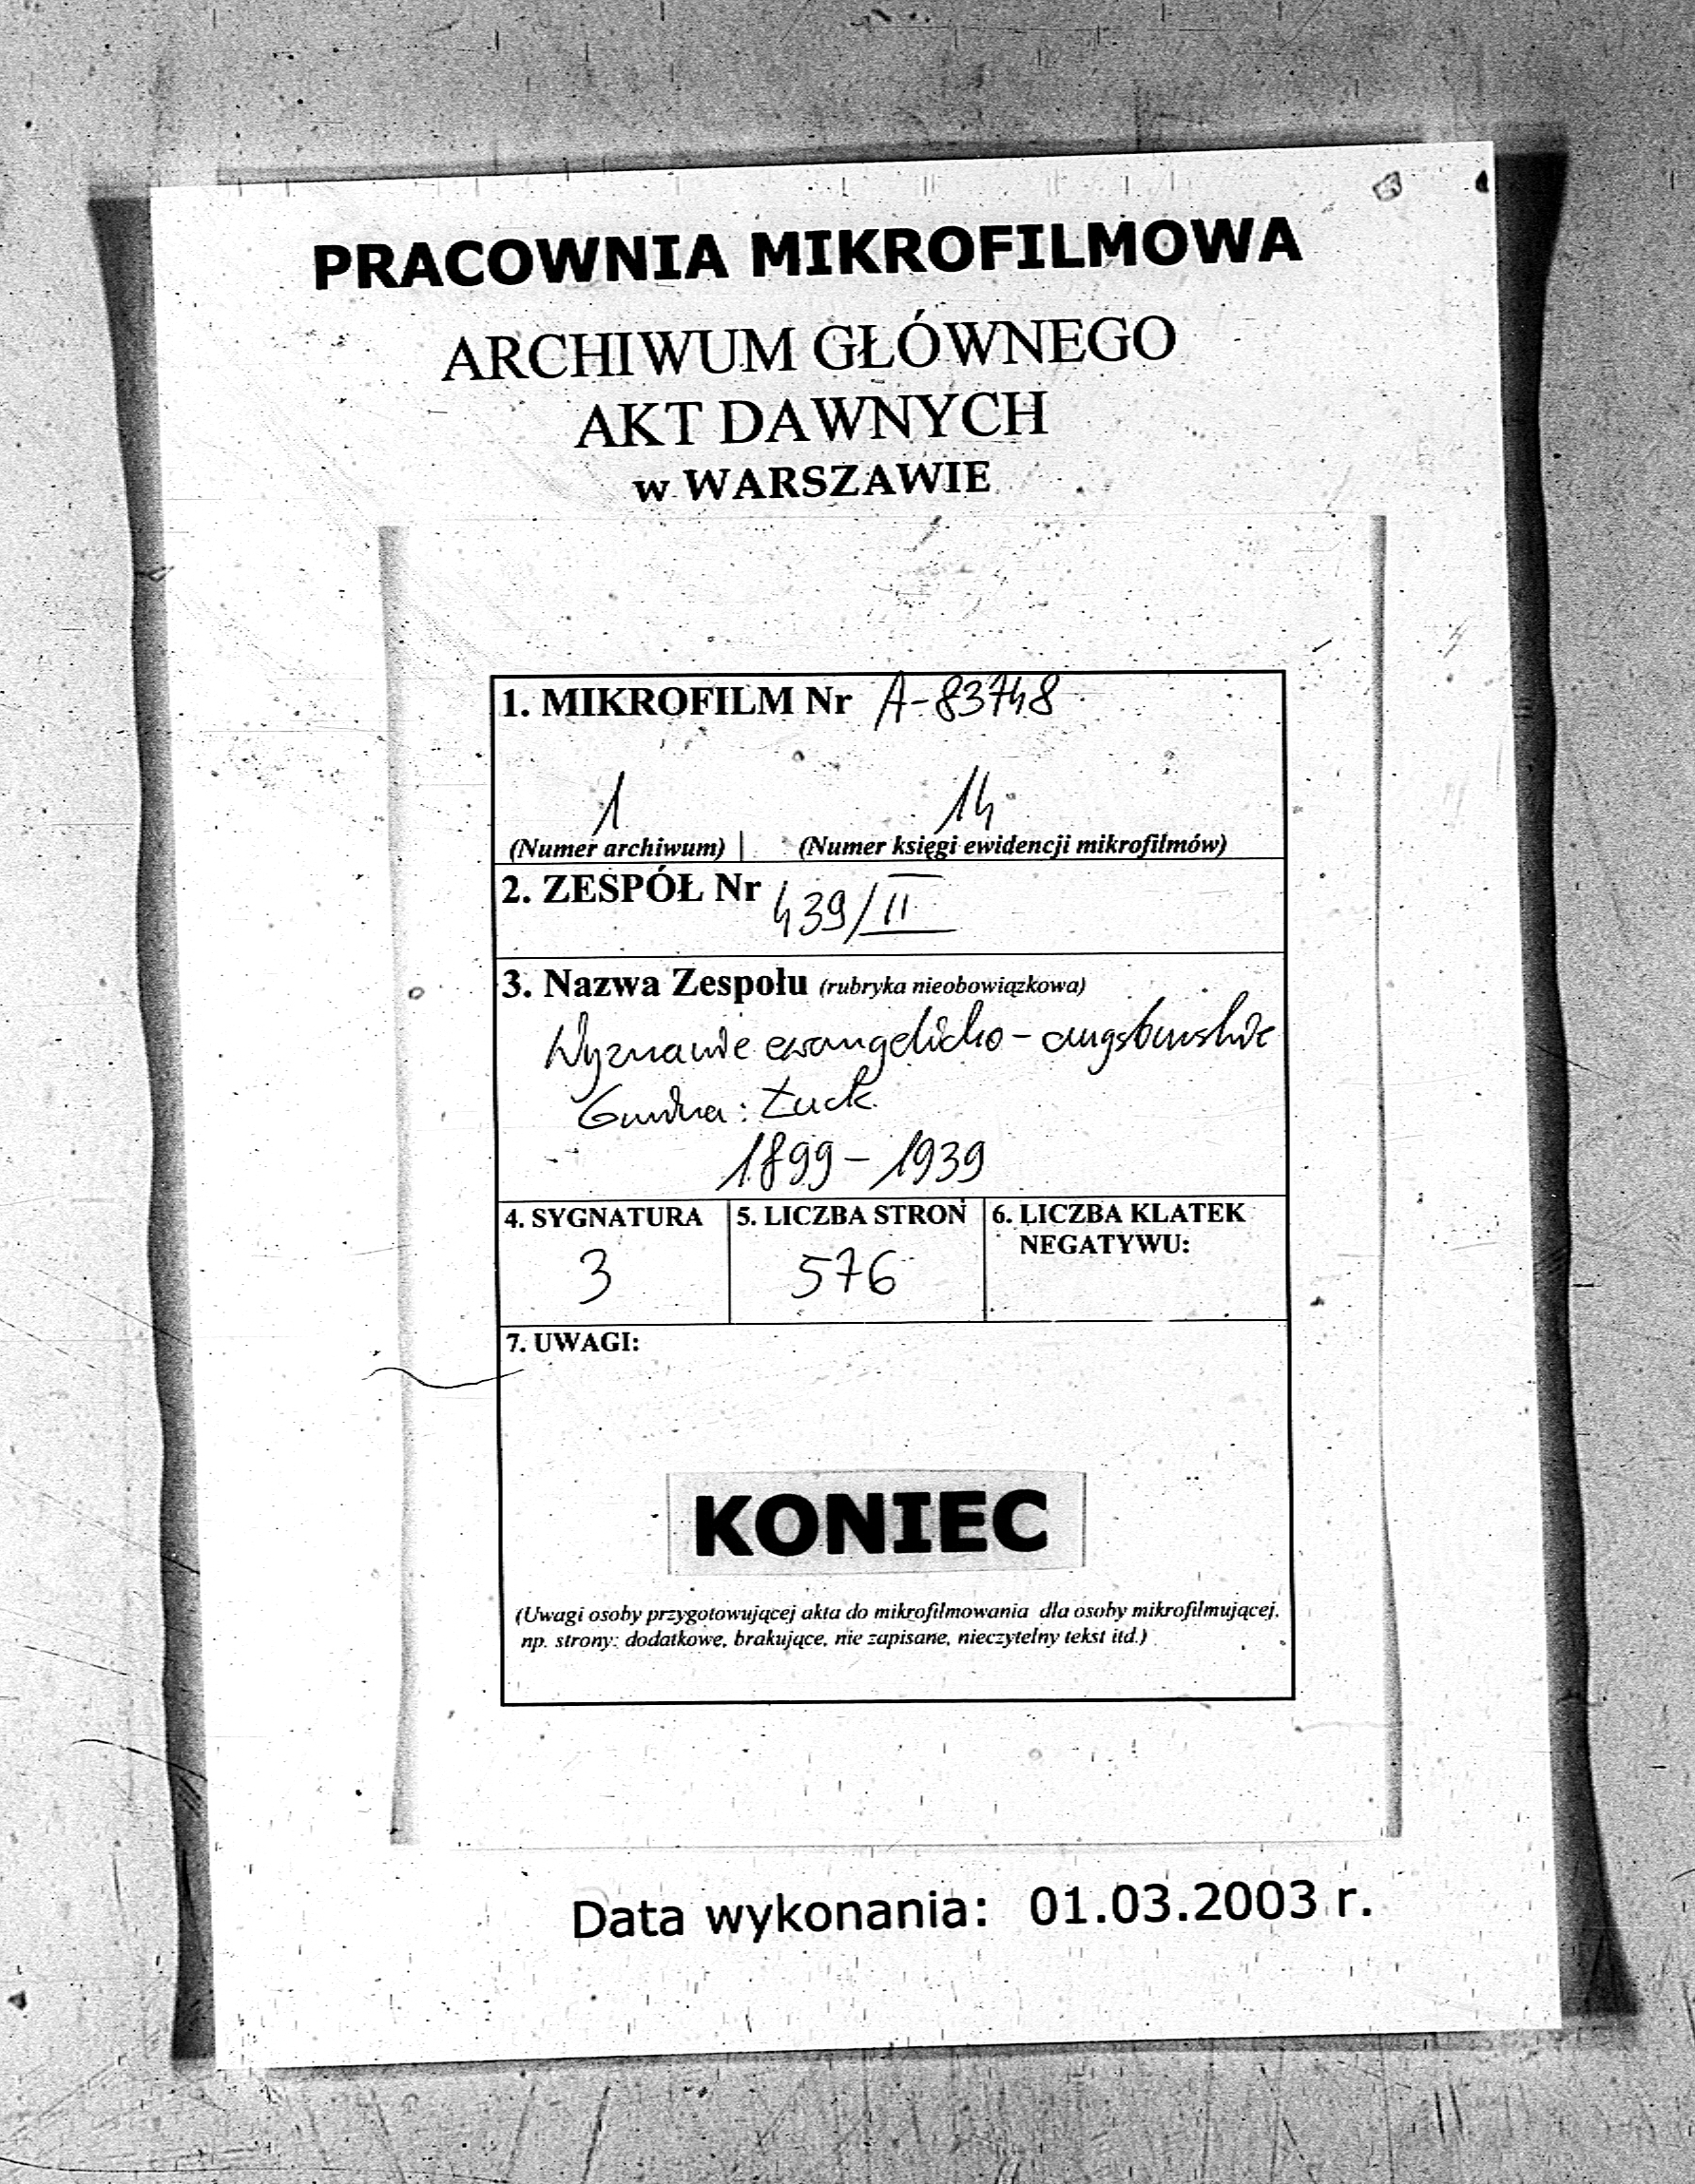 PRACOWNIA MIKROFILMOWA
ARCHIWUM GŁÓWNEGO
AKT DAWNYCH
w WARSZAWIE
1. MIKROFILM Nr A-83748
1 14
(Numer archiwum) | (Numer księgi ewidencji mikrofilmów)
2. ZESPÓŁ Nr 439/II
3. Nazwa Zespołu (rubryka nieobowiązkowa)
Wyznanie ewangelicko-augsburskie
Gmina: Łuck
1899-1939
4. SYGNATURA 5. LICZBA STRON 6. LICZBA KLATEK
NEGATYWU:
3 576
7. UWAGI:
KONIEC
(Uwagi osoby przygotowującej akta do mikrofilmowania dla osoby mikrofilmującej,
np. strony: dodatkowe, brakujące, nie zapisane, nieczytelny tekst itd.)
Data wykonania: 01.03.2003 r.